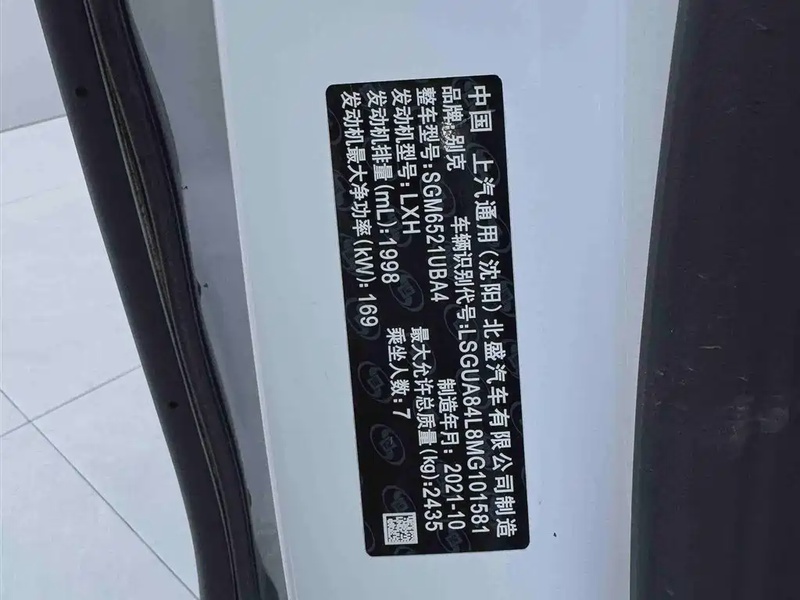 中国 上汽通用(沈阳)北盛汽车有限公司制造
品牌:别克 车辆识别代号:LSGUA84L8MG101581
整车型号:SGM6521UBA4 制造年月:2021-10
发动机型号:LXH 最大允许总质量(kg):2435
发动机排量(mL):1998 乘坐人数:7
发动机最大净功率(kW):169